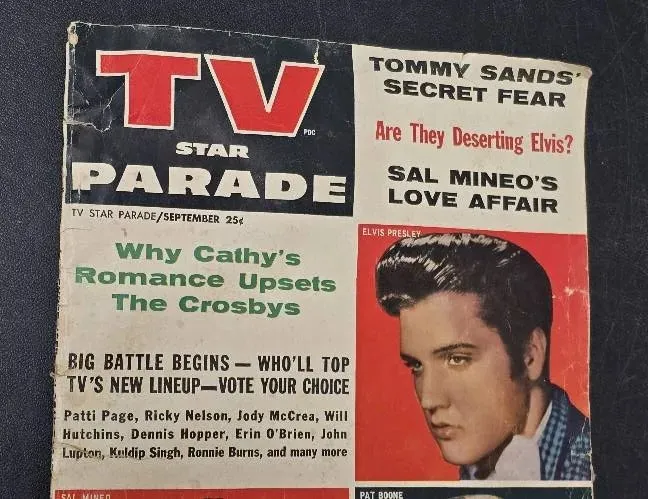 TV
PDC
STAR
PARADE
TV STAR PARADE/SEPTEMBER 25¢
TOMMY SANDS'
SECRET FEAR
Are They Deserting Elvis?
SAL MINEO'S
LOVE AFFAIR
Why Cathy's
Romance Upsets
The Crosbys
BIG BATTLE BEGINS — WHO'LL TOP
TV'S NEW LINEUP—VOTE YOUR CHOICE
Patti Page, Ricky Nelson, Jody McCrea, Will
Hutchins, Dennis Hopper, Erin O'Brien, John
Lupton, Kuldip Singh, Ronnie Burns, and many more
ELVIS PRESLEY
SAL MINEO
PAT BOONE